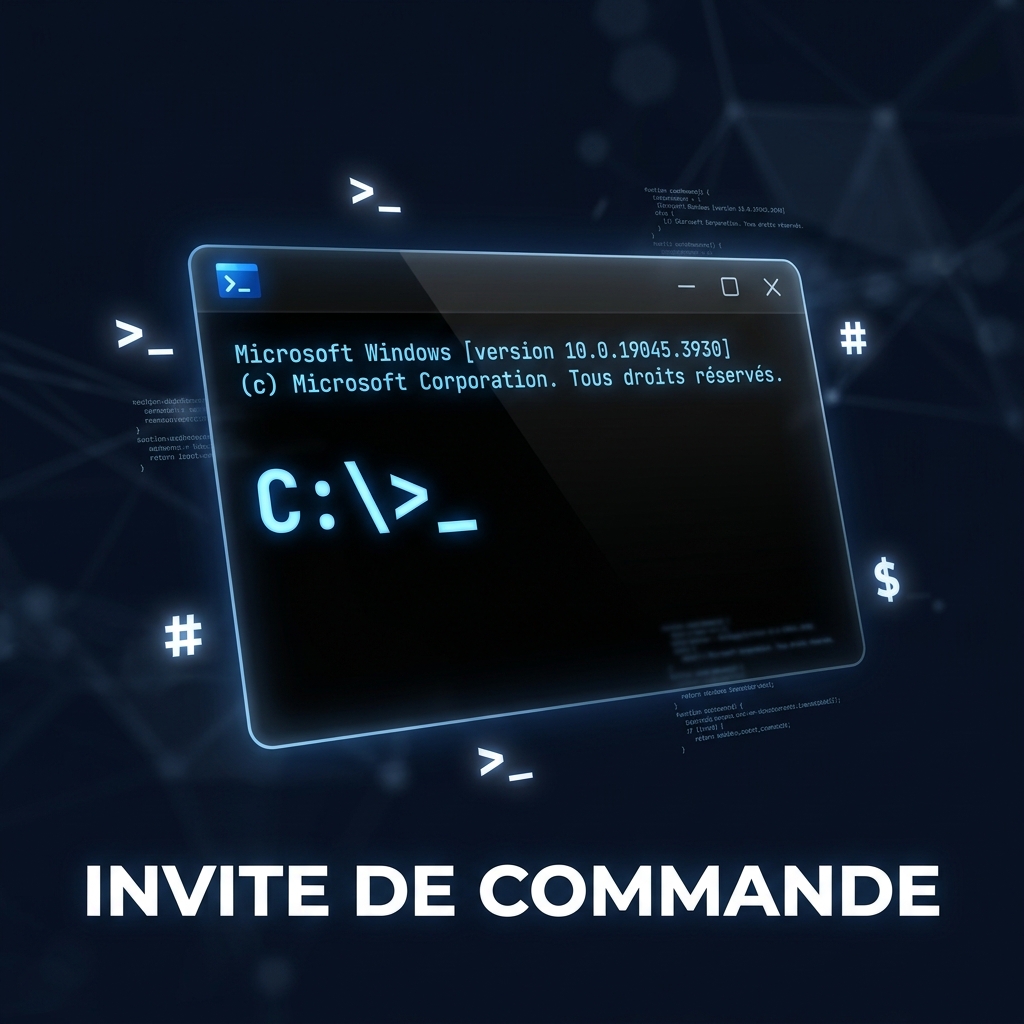 >_
>_
Microsoft Windows [version 10.0.19045.3930]
(c) Microsoft Corporation. Tous droits réservés.
#
C:\>_
$
#
>_
INVITE DE COMMANDE